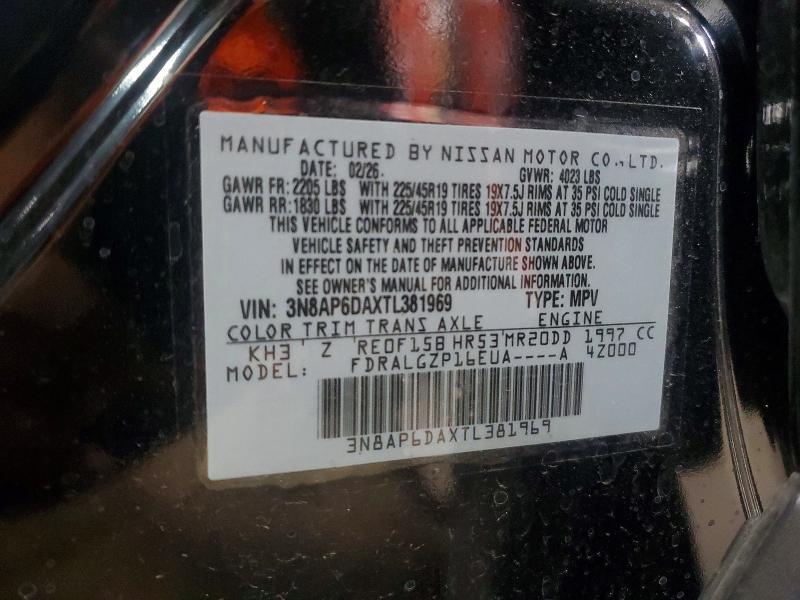 MANUFACTURED BY NISSAN MOTOR CO., LTD.
DATE: 02/26. GVWR: 4023 LBS
GAWR FR: 2205 LBS WITH 225/45R19 TIRES 19X7.5J RIMS AT 35 PSI COLD SINGLE
GAWR RR: 1830 LBS WITH 225/45R19 TIRES 19X7.5J RIMS AT 35 PSI COLD SINGLE
THIS VEHICLE CONFORMS TO ALL APPLICABLE FEDERAL MOTOR
VEHICLE SAFETY AND THEFT PREVENTION STANDARDS
IN EFFECT ON THE DATE OF MANUFACTURE SHOWN ABOVE.
SEE OWNER'S MANUAL FOR ADDITIONAL INFORMATION.
VIN: 3N8AP6DAXTL381969 TYPE: MPV
COLOR TRIM TRANS AXLE ENGINE
KH3' Z 'RE0F15B HR53'MR20DD 1997 CC
MODEL: FDRALGZP16EUA----A 4Z000
3N8AP6DAXTL381969